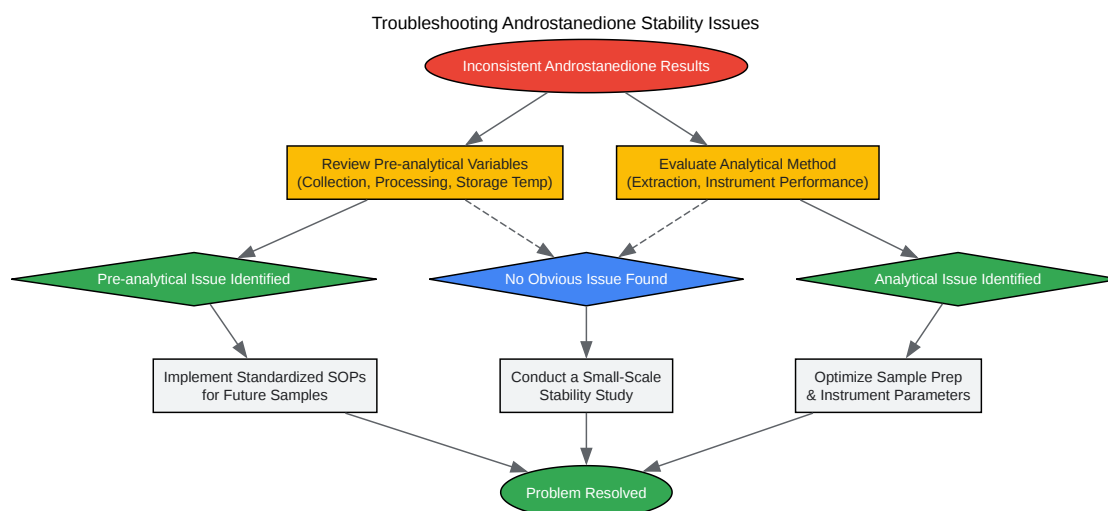 Troubleshooting Androstanedione Stability Issues
Inconsistent Androstanedione Results
Review Pre-analytical Variables
(Collection, Processing, Storage Temp)
Evaluate Analytical Method
(Extraction, Instrument Performance)
Pre-analytical Issue Identified
No Obvious Issue Found
Analytical Issue Identified
Implement Standardized SOPs
for Future Samples
Conduct a Small-Scale
Stability Study
Optimize Sample Prep
& Instrument Parameters
Problem Resolved